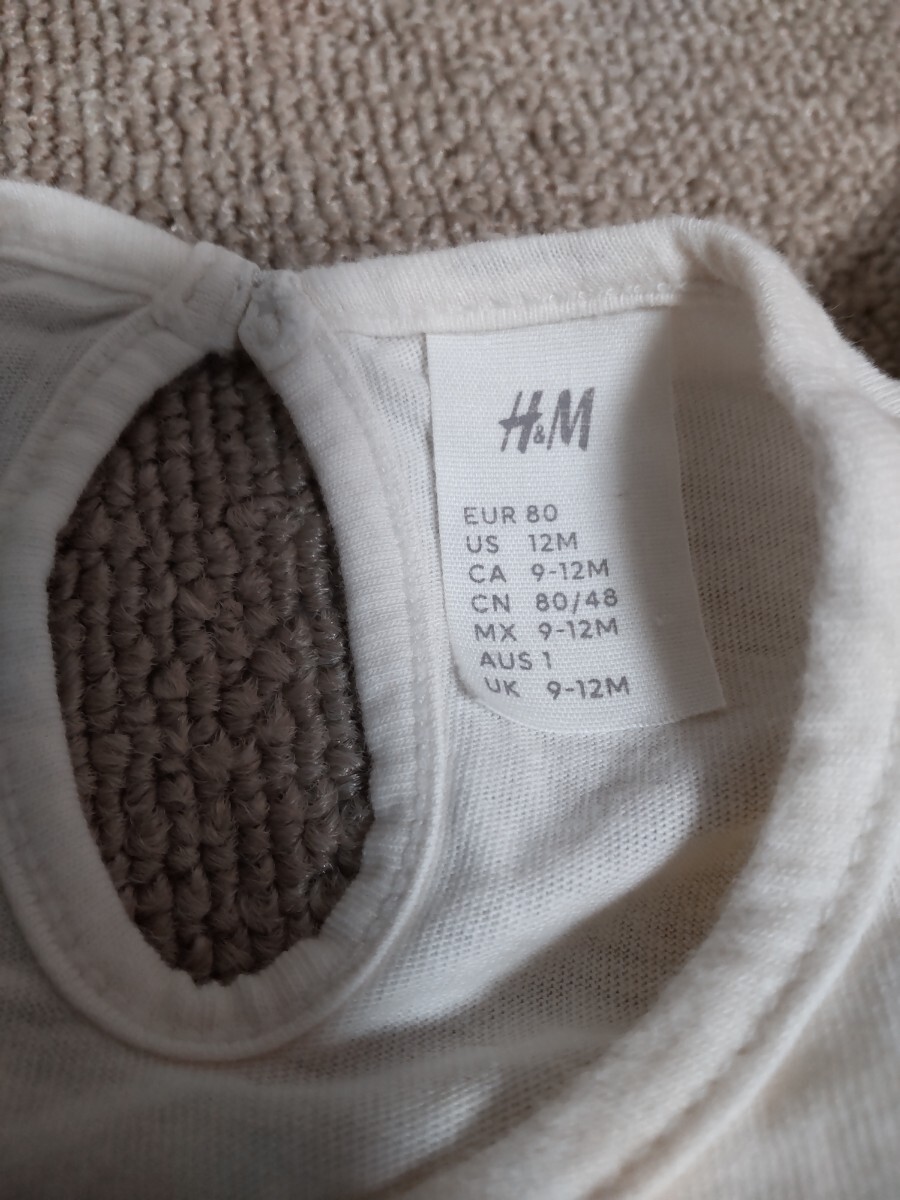 H&M
EUR 80
US 12M
CA 9-12M
CN 80/48
MX 9-12M
AUS 1
UK 9-12M